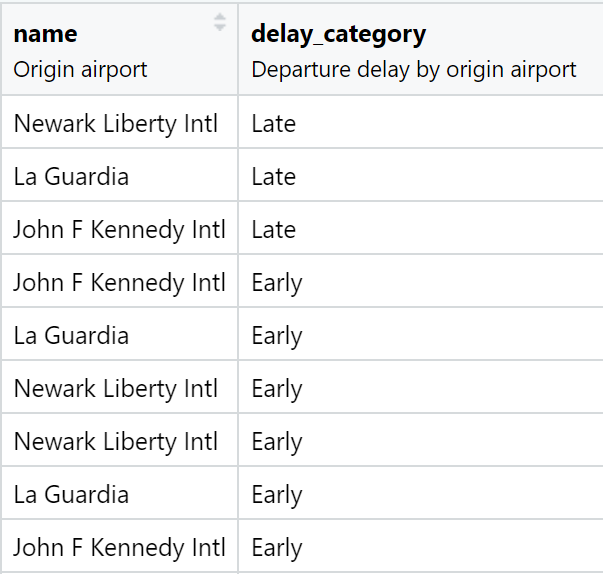 name delay_category
Origin airport Departure delay by origin airport
Newark Liberty Intl Late
La Guardia Late
John F Kennedy Intl Late
John F Kennedy Intl Early
La Guardia Early
Newark Liberty Intl Early
Newark Liberty Intl Early
La Guardia Early
John F Kennedy Intl Early